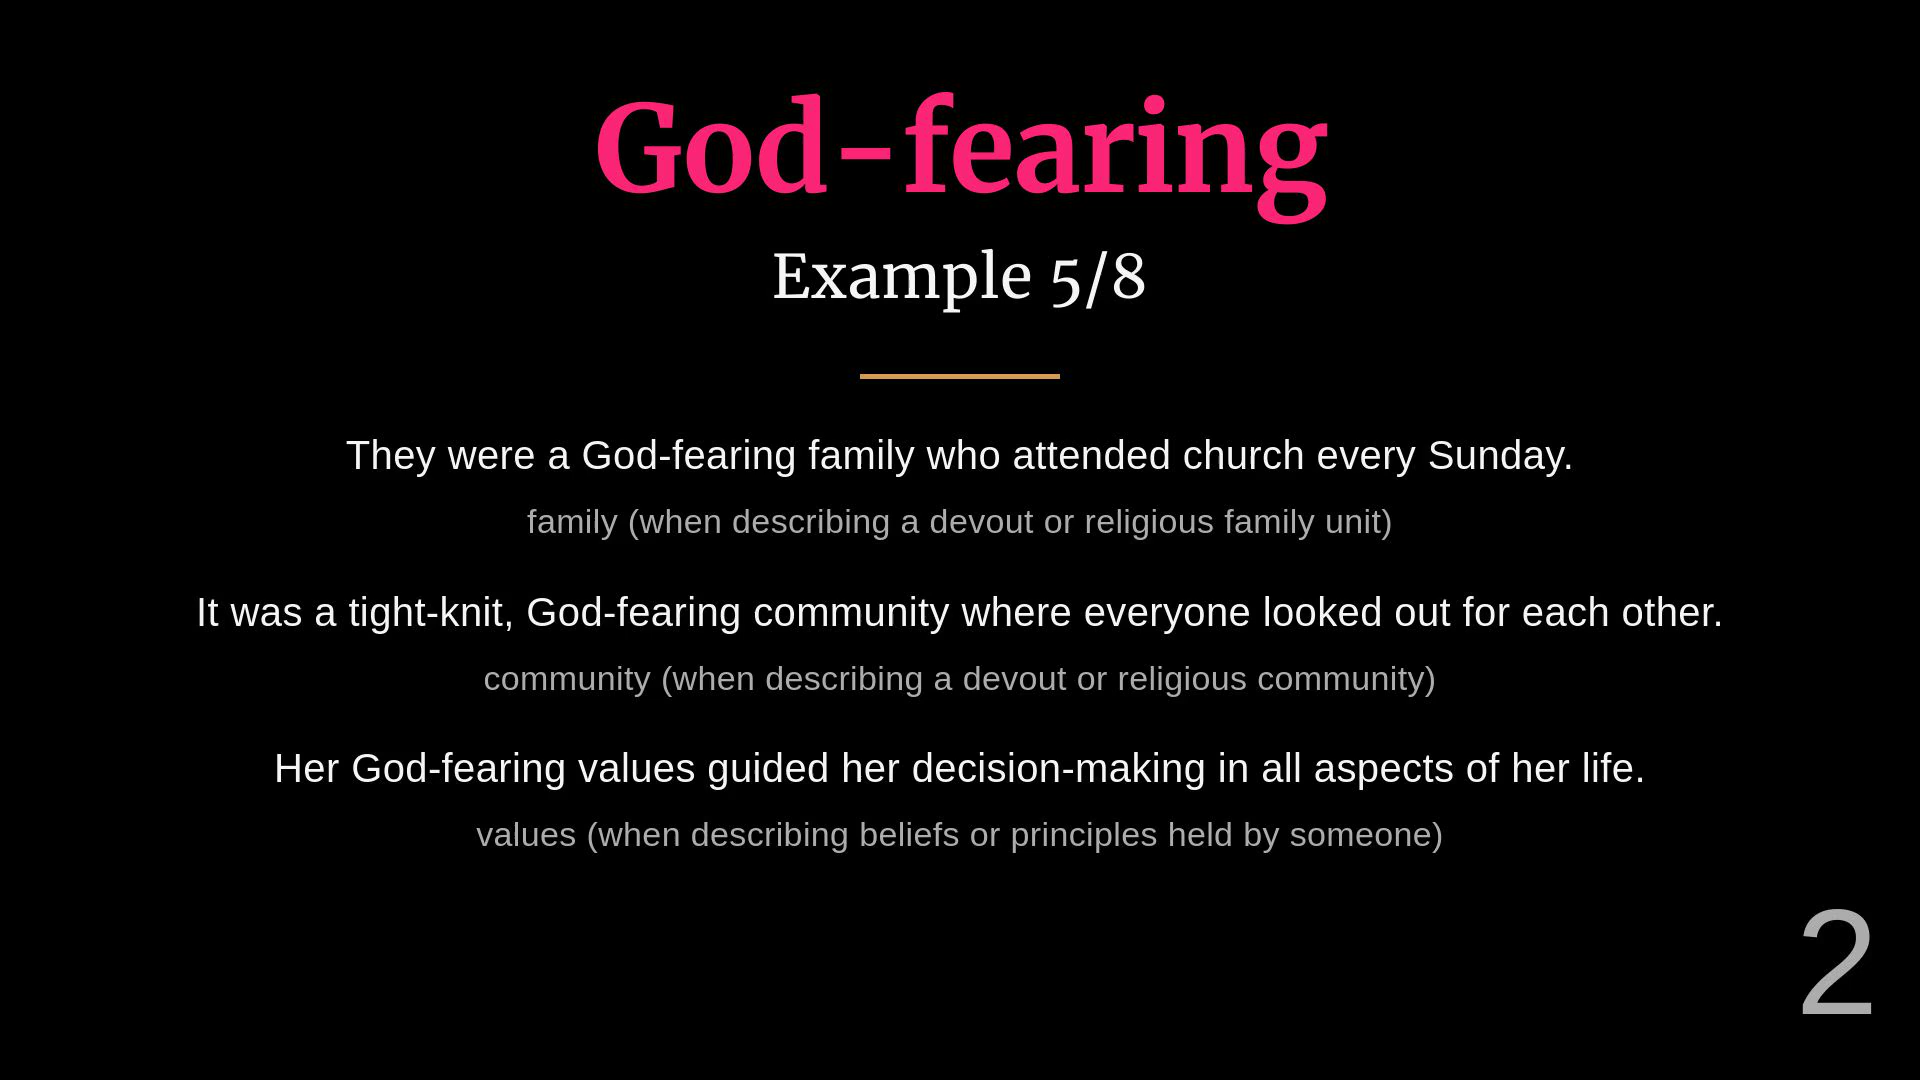 God-fearing
Example 5/8
They were a God-fearing family who attended church every Sunday.
family (when describing a devout or religious family unit)
It was a tight-knit, God-fearing community where everyone looked out for each other.
community (when describing a devout or religious community)
Her God-fearing values guided her decision-making in all aspects of her life.
values (when describing beliefs or principles held by someone)
2